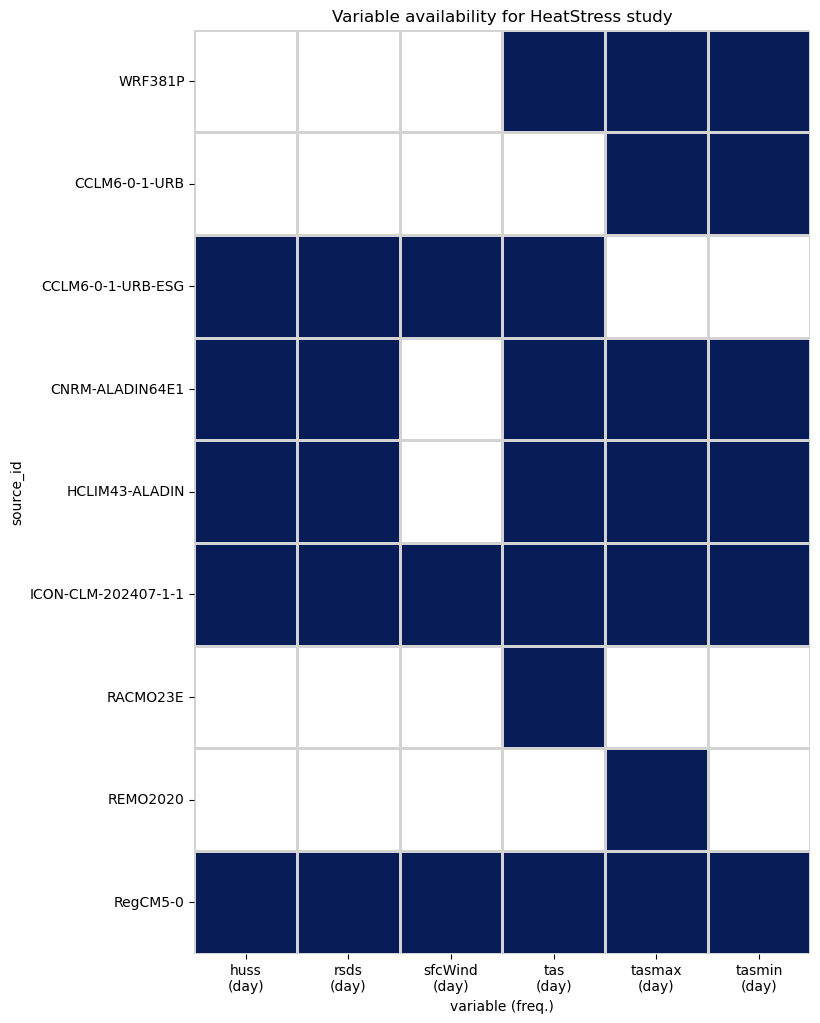 Variable availability for HeatStress study
WRF381P
CCLM6-0-1-URB
CCLM6-0-1-URB-ESG
CNRM-ALADIN64E1
HCLIM43-ALADIN
ICON-CLM-202407-1-1
RACMO23E
REMO2020
RegCM5-0
source_id
huss
(day)
rsds
(day)
sfcWind
(day)
tas
(day)
tasmax
(day)
tasmin
(day)
variable (freq.)